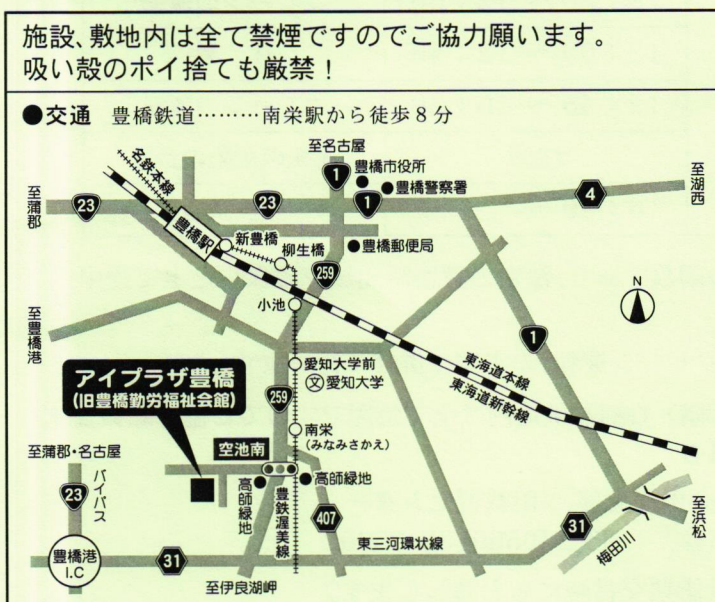 施設、敷地内は全て禁煙ですのでご協力願います。
吸い殻のポイ捨ても厳禁！
●交通 豊橋鉄道………南栄駅から徒歩8分
至名古屋
名鉄本線
1
豊橋市役所
豊橋警察署
至湖西
至蒲郡
23
23
1
4
豊橋駅
新豊橋
柳生橋
豊橋郵便局
259
小池
N
至豊橋港
1
東海道本線
東海道新幹線
愛知大学前
文 愛知大学
アイプラザ豊橋
(旧豊橋勤労福祉会館)
259
南栄
(みなみさかえ)
至蒲郡・名古屋
空池南
高師緑地
高師緑地
豊鉄渥美線
23
バイパス
407
至浜松
31
梅田川
東三河環状線
豊橋港
I.C
31
至伊良湖岬